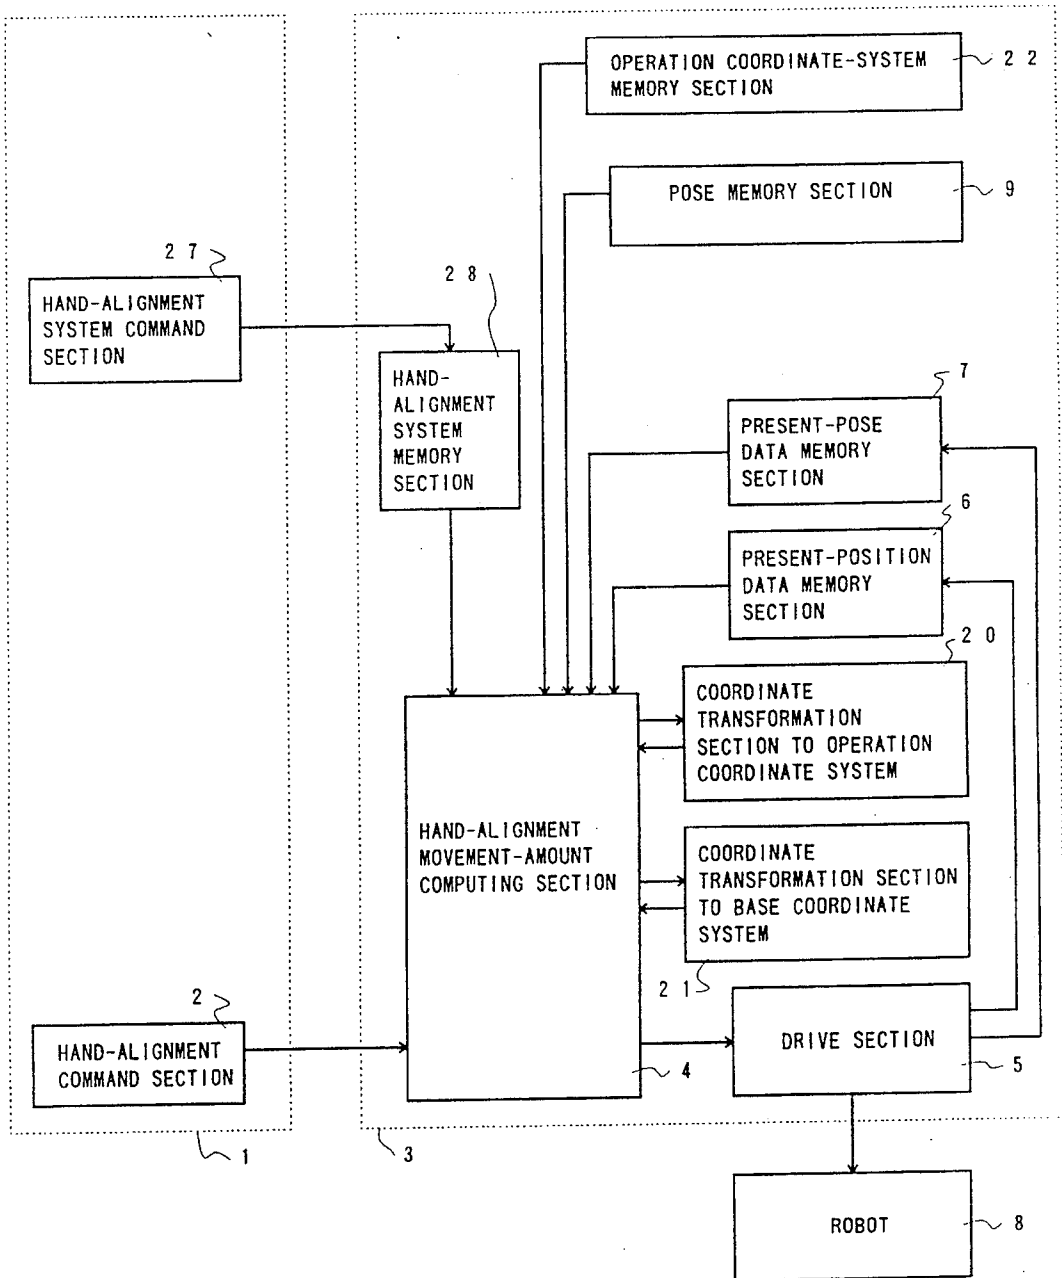 OPERATION COORDINATE-SYSTEM
MEMORY SECTION
2 2
POSE MEMORY SECTION
9
2 7
HAND-ALIGNMENT
SYSTEM COMMAND
SECTION
2 8
HAND-
ALIGNMENT
SYSTEM
MEMORY
SECTION
7
PRESENT-POSE
DATA MEMORY
SECTION
6
PRESENT-POSITION
DATA MEMORY
SECTION
2 0
COORDINATE
TRANSFORMATION
SECTION TO OPERATION
COORDINATE SYSTEM
HAND-ALIGNMENT
MOVEMENT-AMOUNT
COMPUTING SECTION
4
COORDINATE
TRANSFORMATION SECTION
TO BASE COORDINATE
SYSTEM
2 1
2
HAND-ALIGNMENT
COMMAND SECTION
DRIVE SECTION
5
1
3
ROBOT
8